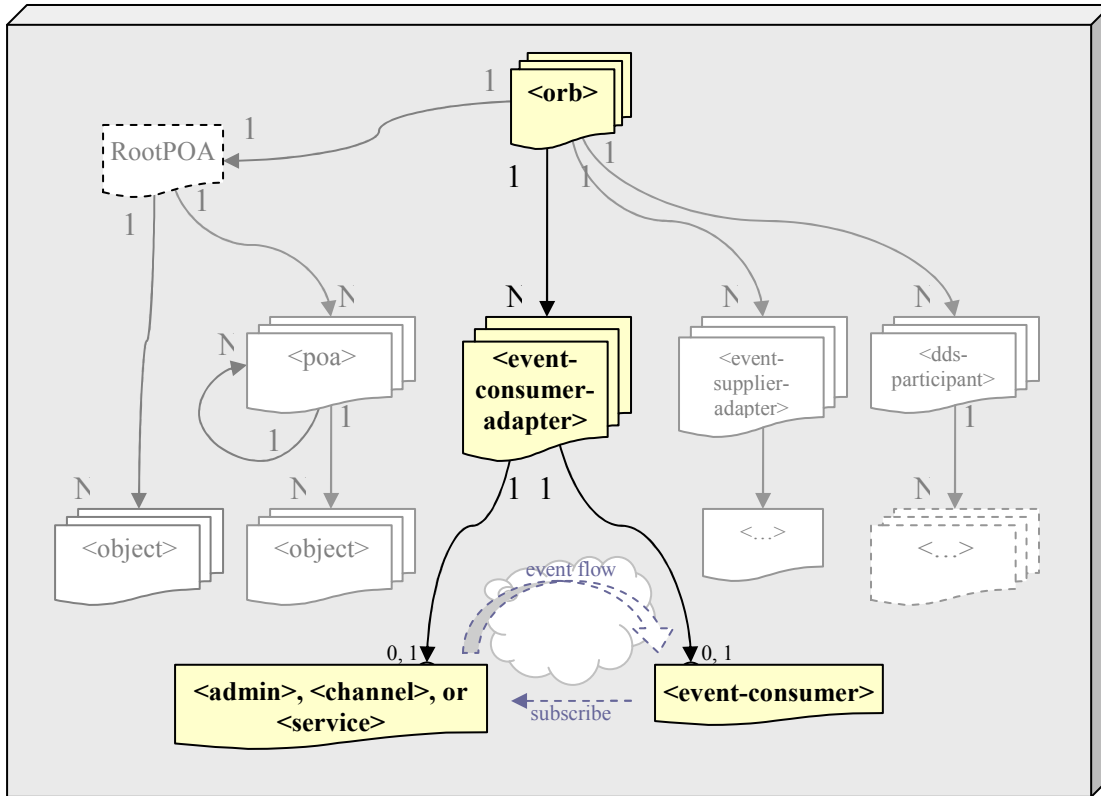 <orb>
1
1
RootPOA
1
1
1
1
1
N
N
N
N
N
<poa>
<event-
consumer-
adapter>
<event-
supplier-
adapter>
<dds-
participant>
1
1
1
N
N
1
1
N
<object>
<object>
<...>
<...>
event flow
0, 1
0, 1
<admin>, <channel>, or
<service>
subscribe
<event-consumer>